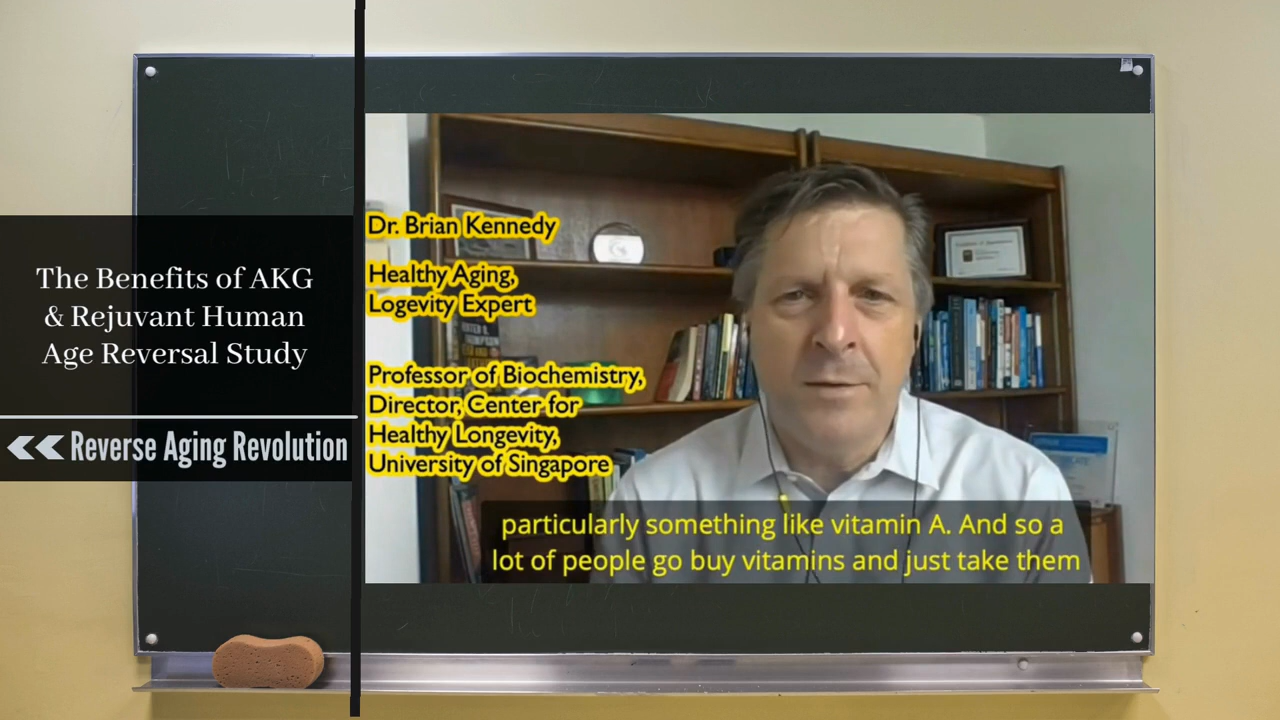 The Benefits of AKG
& Rejuvant Human
Age Reversal Study
Reverse Aging Revolution
Dr. Brian Kennedy
Healthy Aging,
Logevity Expert
Professor of Biochemistry,
Director, Center for
Healthy Longevity,
University of Singapore
particularly something like vitamin A. And so a
lot of people go buy vitamins and just take them